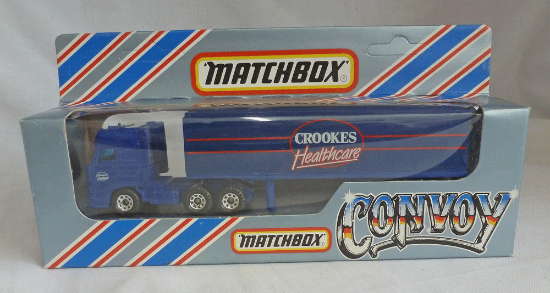 MATCHBOX
CROOKES
Healthcare
MATCHBOX
CONVOY